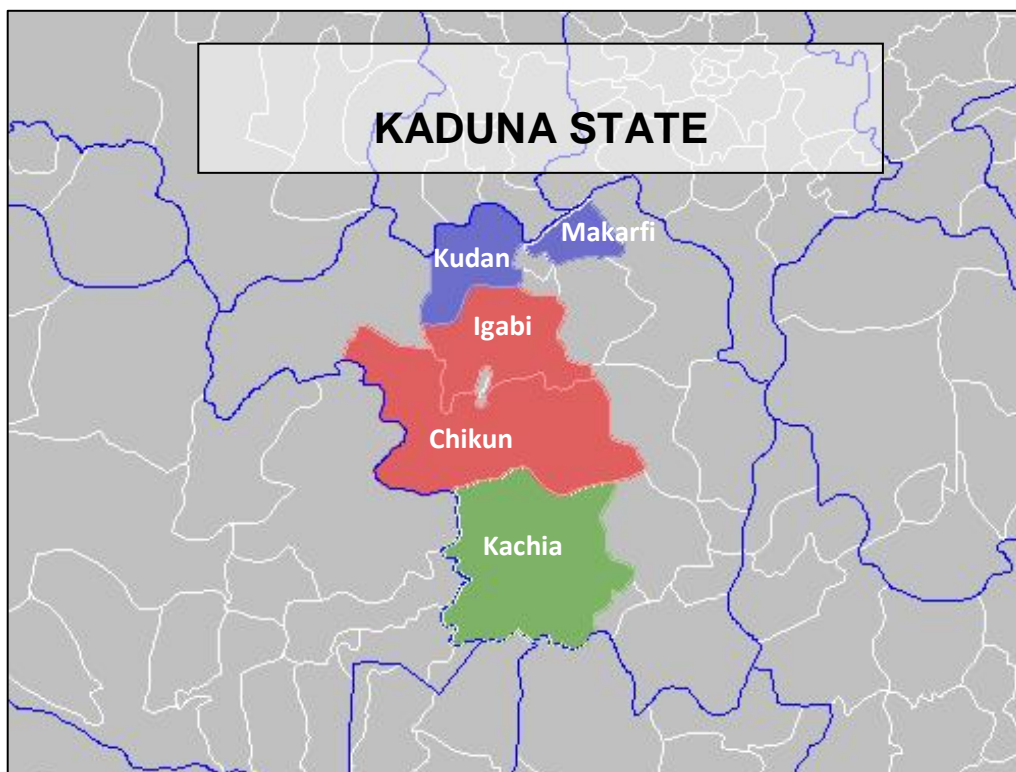 KADUNA STATE
Makarfi
Kudan
Igabi
Chikun
Kachia